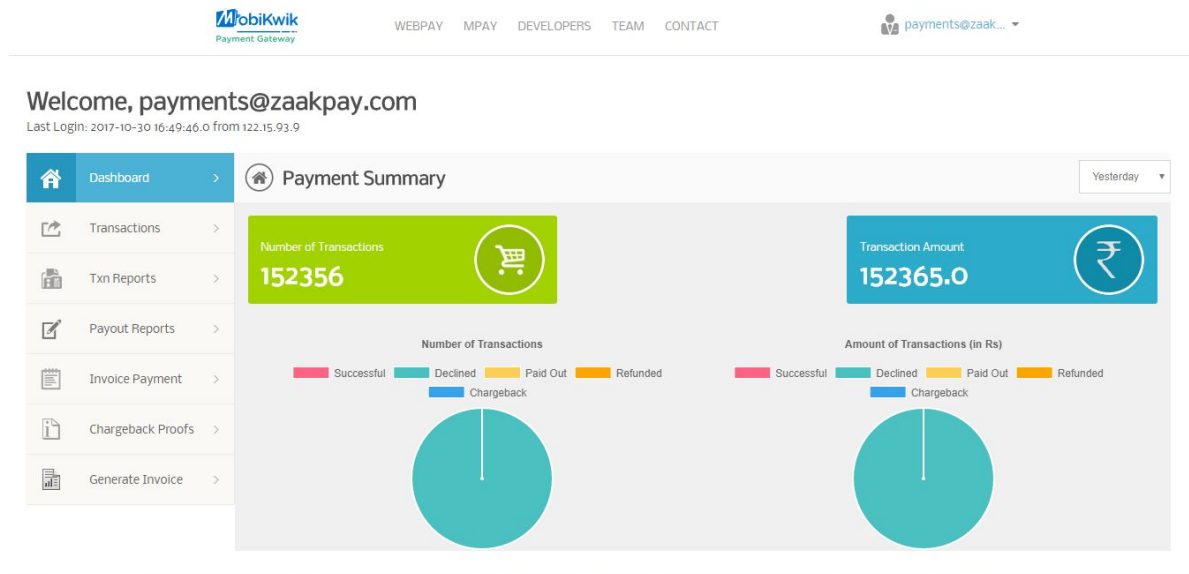 MobiKwik
Payment Gateway
WEBPAY MPAY DEVELOPERS TEAM CONTACT
payments@zaak...
Welcome, payments@zaakpay.com
Last Login: 2017-10-30 16:49:46.0 from 122.15.93.9
Dashboard
Transactions
Txn Reports
Payout Reports
Invoice Payment
Chargeback Proofs
Generate Invoice
Payment Summary
Yesterday
Number of Transactions
152356
Transaction Amount
152365.0
₹
Number of Transactions
Successful Declined Paid Out Refunded
Chargeback
Amount of Transactions (in Rs)
Successful Declined Paid Out Refunded
Chargeback